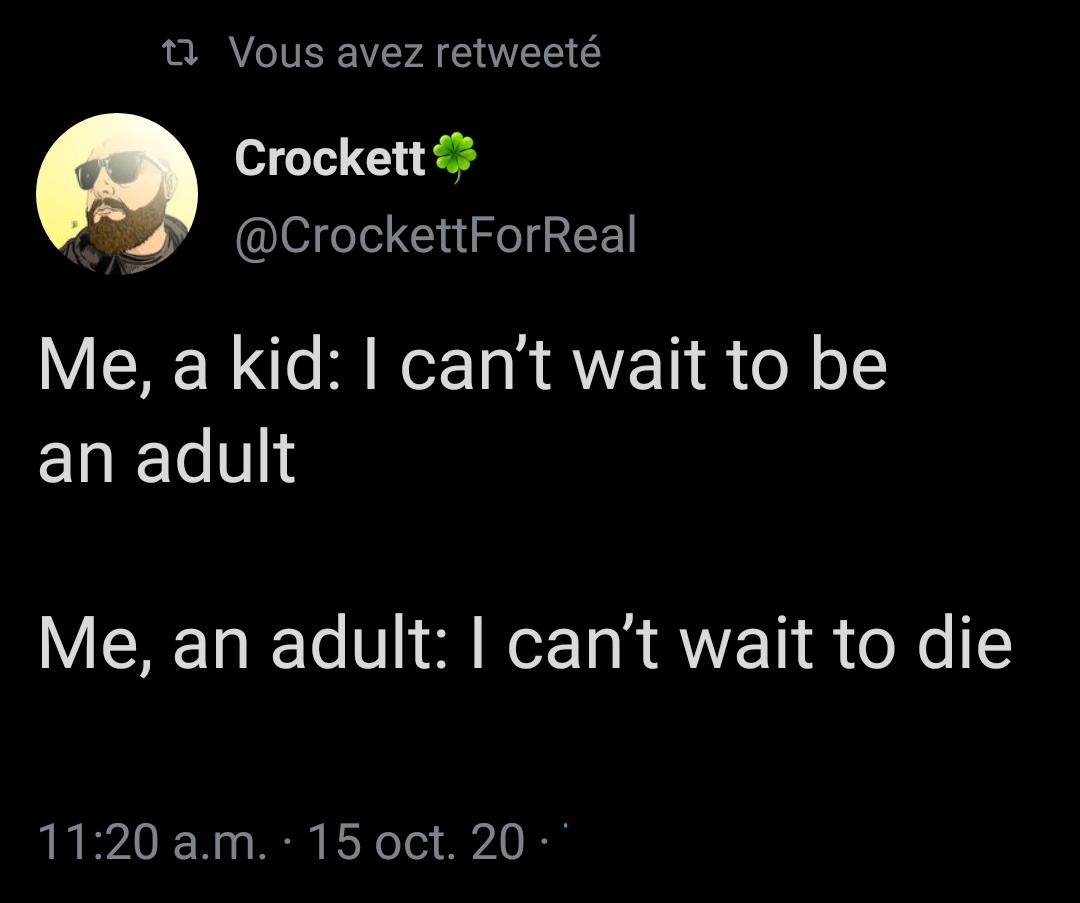 Vous avez retweeté
Crockett🍀
@CrockettForReal
Me, a kid: I can’t wait to be
an adult
Me, an adult: I can’t wait to die
11:20 a.m. · 15 oct. 20 ·